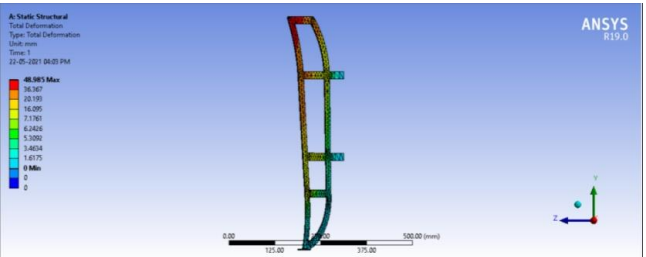 A: Static Structural
Total Deformation
Type: Total Deformation
Unit: mm
Time: 1
22-05-2021 04:03 PM
48.985 Max
36.367
20.193
16.095
7.1761
6.2426
5.3092
3.4634
1.6175
0 Min
0
0
ANSYS
R19.0
0.00
500.00 (mm)
125.00
375.00
Y
Z